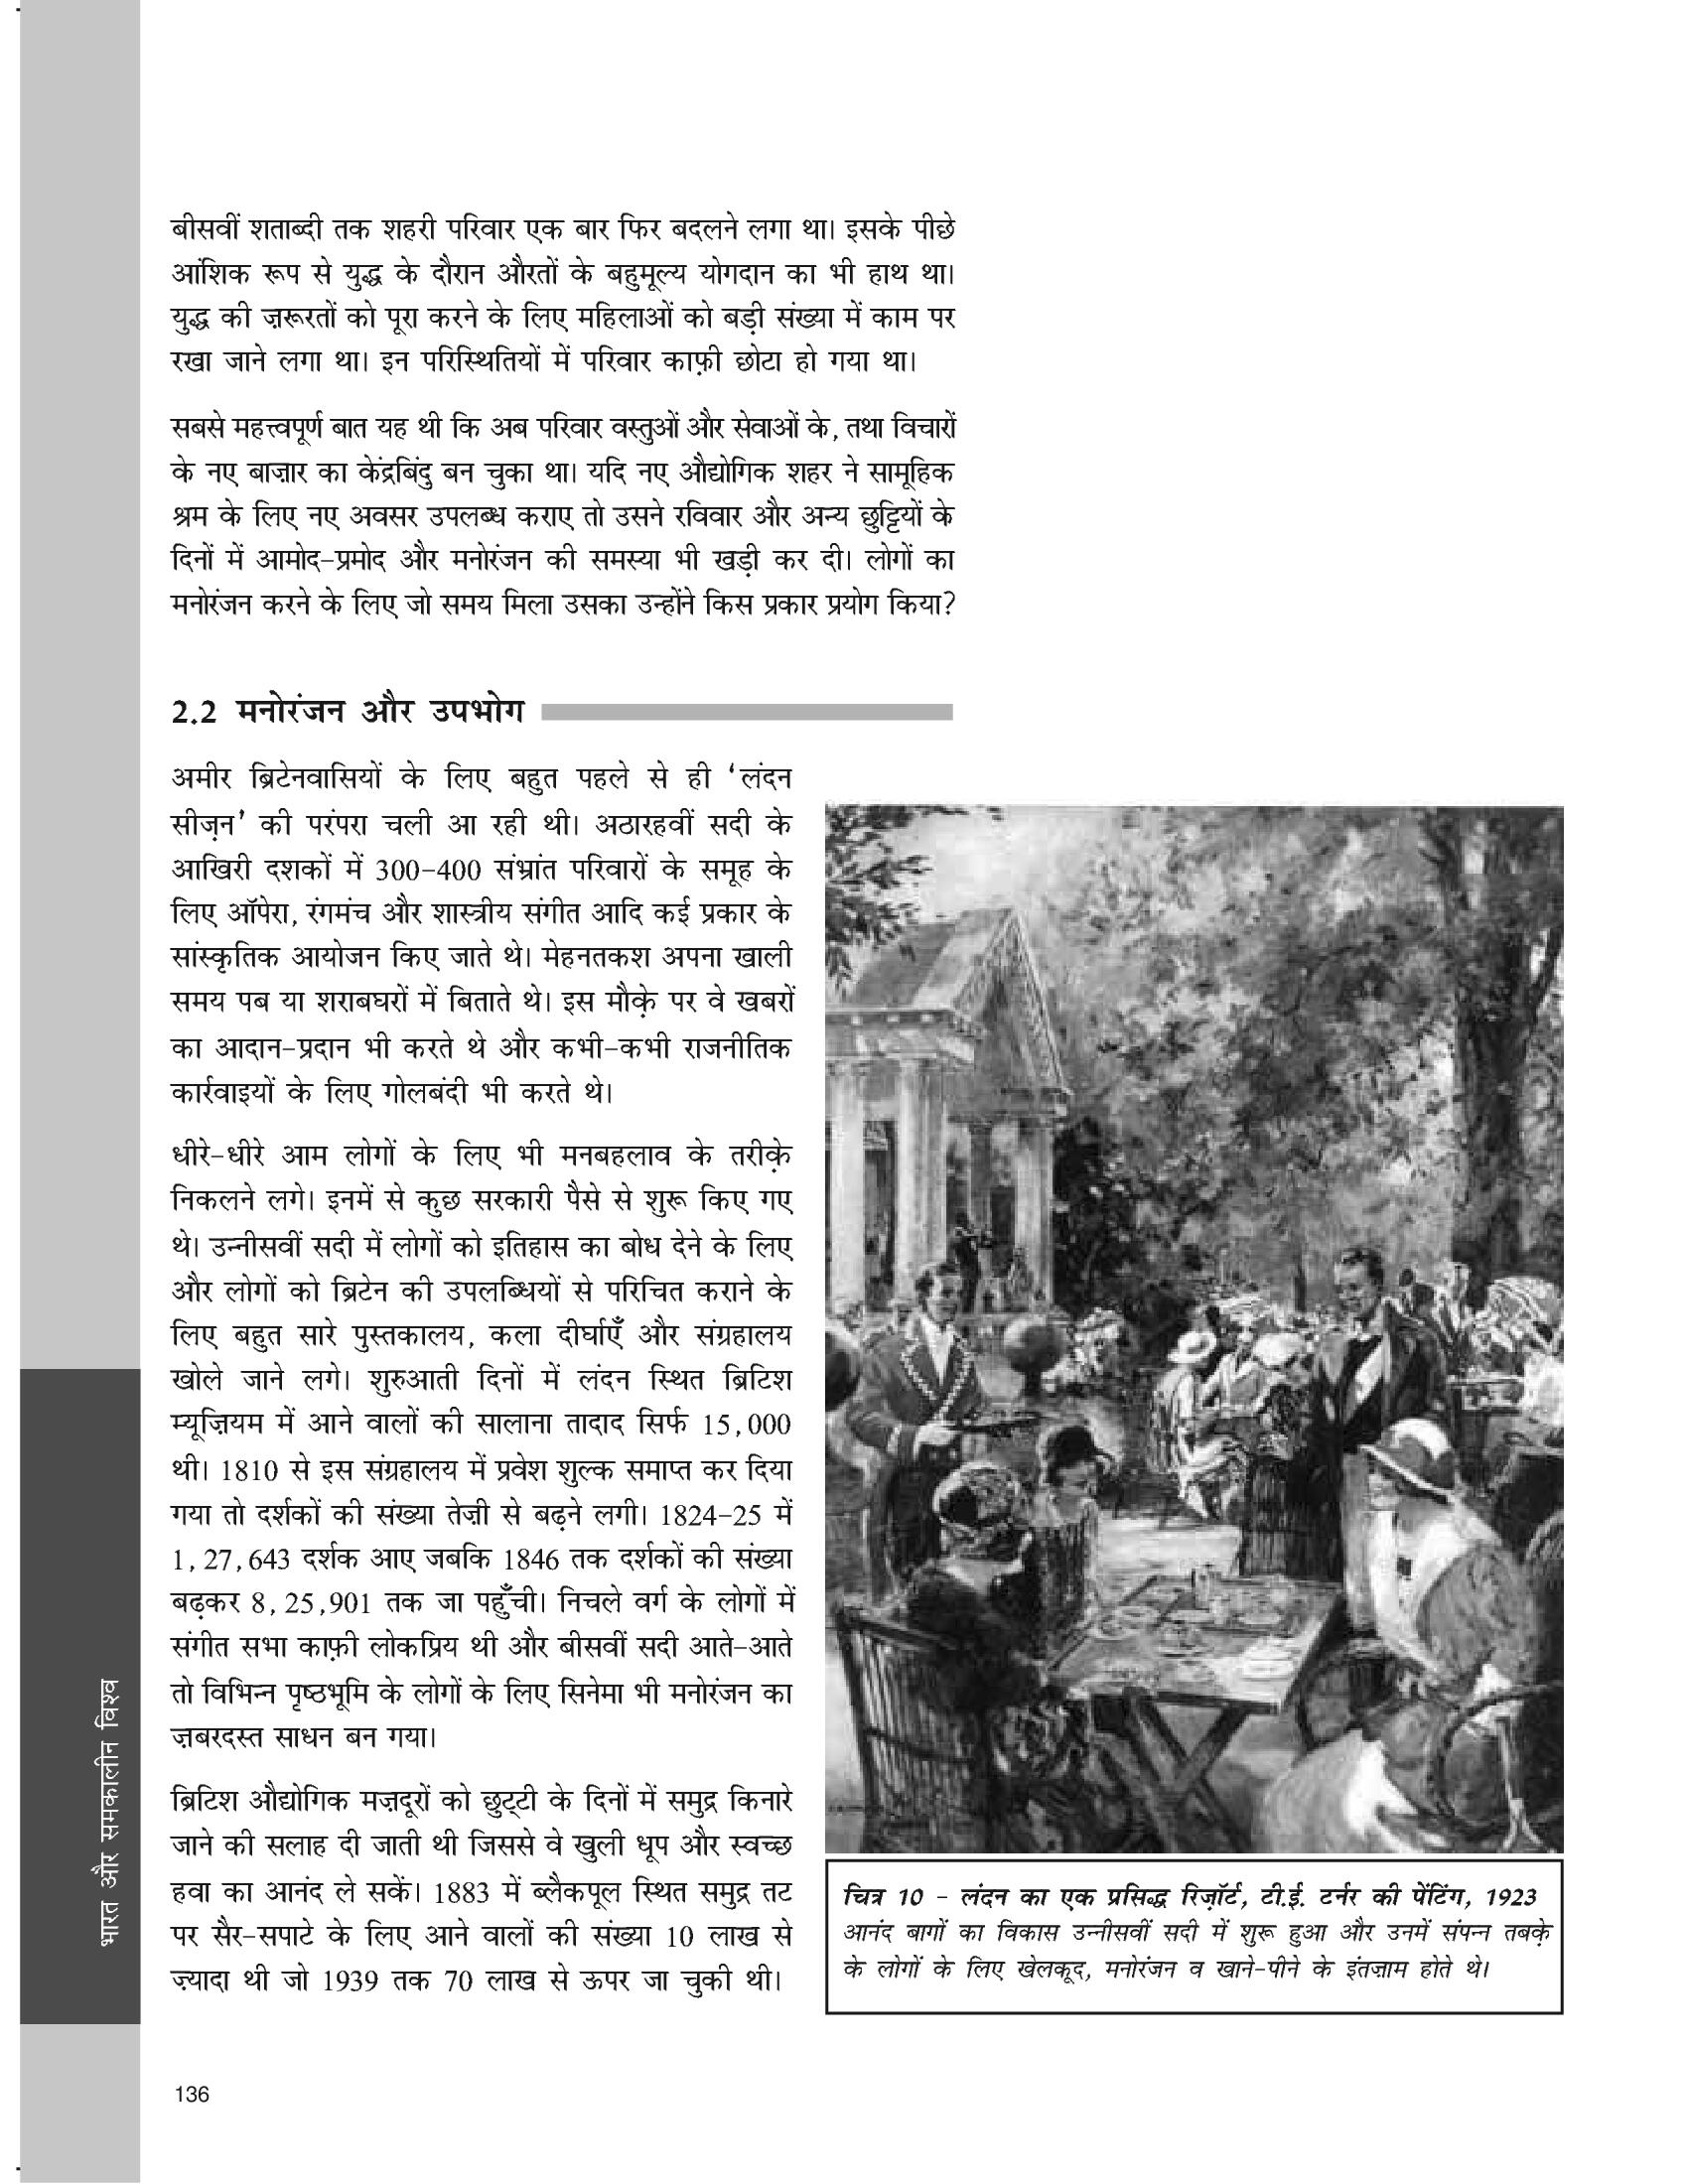 बीसवीं शताब्दी तक शहरी परिवार एक बार फिर बदलने लगा था। इसके पीछे
आंशिक रूप से युद्ध के दौरान औरतों के बहुमूल्य योगदान का भी हाथ था।
युद्ध की ज़रूरतों को पूरा करने के लिए महिलाओं को बड़ी संख्या में काम पर
रखा जाने लगा था। इन परिस्थितियों में परिवार काफ़ी छोटा हो गया था।
सबसे महत्त्वपूर्ण बात यह थी कि अब परिवार वस्तुओं और सेवाओं के, तथा विचारों
के नए बाज़ार का केंद्रबिंदु बन चुका था। यदि नए औद्योगिक शहर ने सामूहिक
श्रम के लिए नए अवसर उपलब्ध कराए तो उसने रविवार और अन्य छुट्टियों के
दिनों में आमोद-प्रमोद और मनोरंजन की समस्या भी खड़ी कर दी। लोगों का
मनोरंजन करने के लिए जो समय मिला उसका उन्होंने किस प्रकार प्रयोग किया?
2.2 मनोरंजन और उपभोग
अमीर ब्रिटेनवासियों के लिए बहुत पहले से ही ‘लंदन
सीज़न’ की परंपरा चली आ रही थी। अठारहवीं सदी के
आखिरी दशकों में 300-400 संभ्रांत परिवारों के समूह के
लिए ऑपेरा, रंगमंच और शास्त्रीय संगीत आदि कई प्रकार के
सांस्कृतिक आयोजन किए जाते थे। मेहनतकश अपना खाली
समय पब या शराबघरों में बिताते थे। इस मौक़े पर वे खबरों
का आदान-प्रदान भी करते थे और कभी-कभी राजनीतिक
कार्रवाइयों के लिए गोलबंदी भी करते थे।
धीरे-धीरे आम लोगों के लिए भी मनबहलाव के तरीक़े
निकलने लगे। इनमें से कुछ सरकारी पैसे से शुरू किए गए
थे। उन्नीसवीं सदी में लोगों को इतिहास का बोध देने के लिए
और लोगों को ब्रिटेन की उपलब्धियों से परिचित कराने के
लिए बहुत सारे पुस्तकालय, कला दीर्घाएँ और संग्रहालय
खोले जाने लगे। शुरुआती दिनों में लंदन स्थित ब्रिटिश
म्यूज़ियम में आने वालों की सालाना तादाद सिर्फ 15,000
थी। 1810 से इस संग्रहालय में प्रवेश शुल्क समाप्त कर दिया
गया तो दर्शकों की संख्या तेज़ी से बढ़ने लगी। 1824-25 में
1,27,643 दर्शक आए जबकि 1846 तक दर्शकों की संख्या
बढ़कर 8,25,901 तक जा पहुँची। निचले वर्ग के लोगों में
संगीत सभा काफ़ी लोकप्रिय थी और बीसवीं सदी आते-आते
तो विभिन्न पृष्ठभूमि के लोगों के लिए सिनेमा भी मनोरंजन का
ज़बरदस्त साधन बन गया।
ब्रिटिश औद्योगिक मज़दूरों को छुट्टी के दिनों में समुद्र किनारे
जाने की सलाह दी जाती थी जिससे वे खुली धूप और स्वच्छ
हवा का आनंद ले सकें। 1883 में ब्लैकपूल स्थित समुद्र तट
पर सैर-सपाटे के लिए आने वालों की संख्या 10 लाख से
ज़्यादा थी जो 1939 तक 70 लाख से ऊपर जा चुकी थी।
चित्र 10 – लंदन का एक प्रसिद्ध रिज़ॉर्ट, टी.ई. टर्नर की पेंटिंग, 1923
आनंद बागों का विकास उन्नीसवीं सदी में शुरू हुआ और उनमें संपन्न तबक़े
के लोगों के लिए खेलकूद, मनोरंजन व खाने-पीने के इंतज़ाम होते थे।
भारत और समकालीन विश्व
136